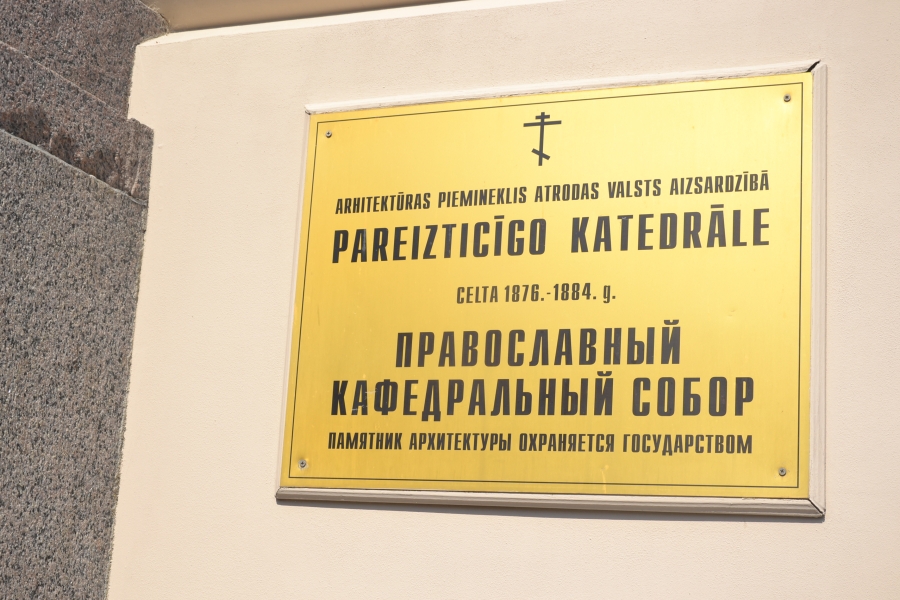 ARHITEKTŪRAS PIEMINEKLIS ATRODAS VALSTS AIZSARDZĪBĀ
PAREIZTICĪGO KATEDRĀLE
CELTA 1876.-1884. g.
ПРАВОСЛАВНЫЙ
КАФЕДРАЛЬНЫЙ СОБОР
ПАМЯТНИК АРХИТЕКТУРЫ ОХРАНЯЕТСЯ ГОСУДАРСТВОМ